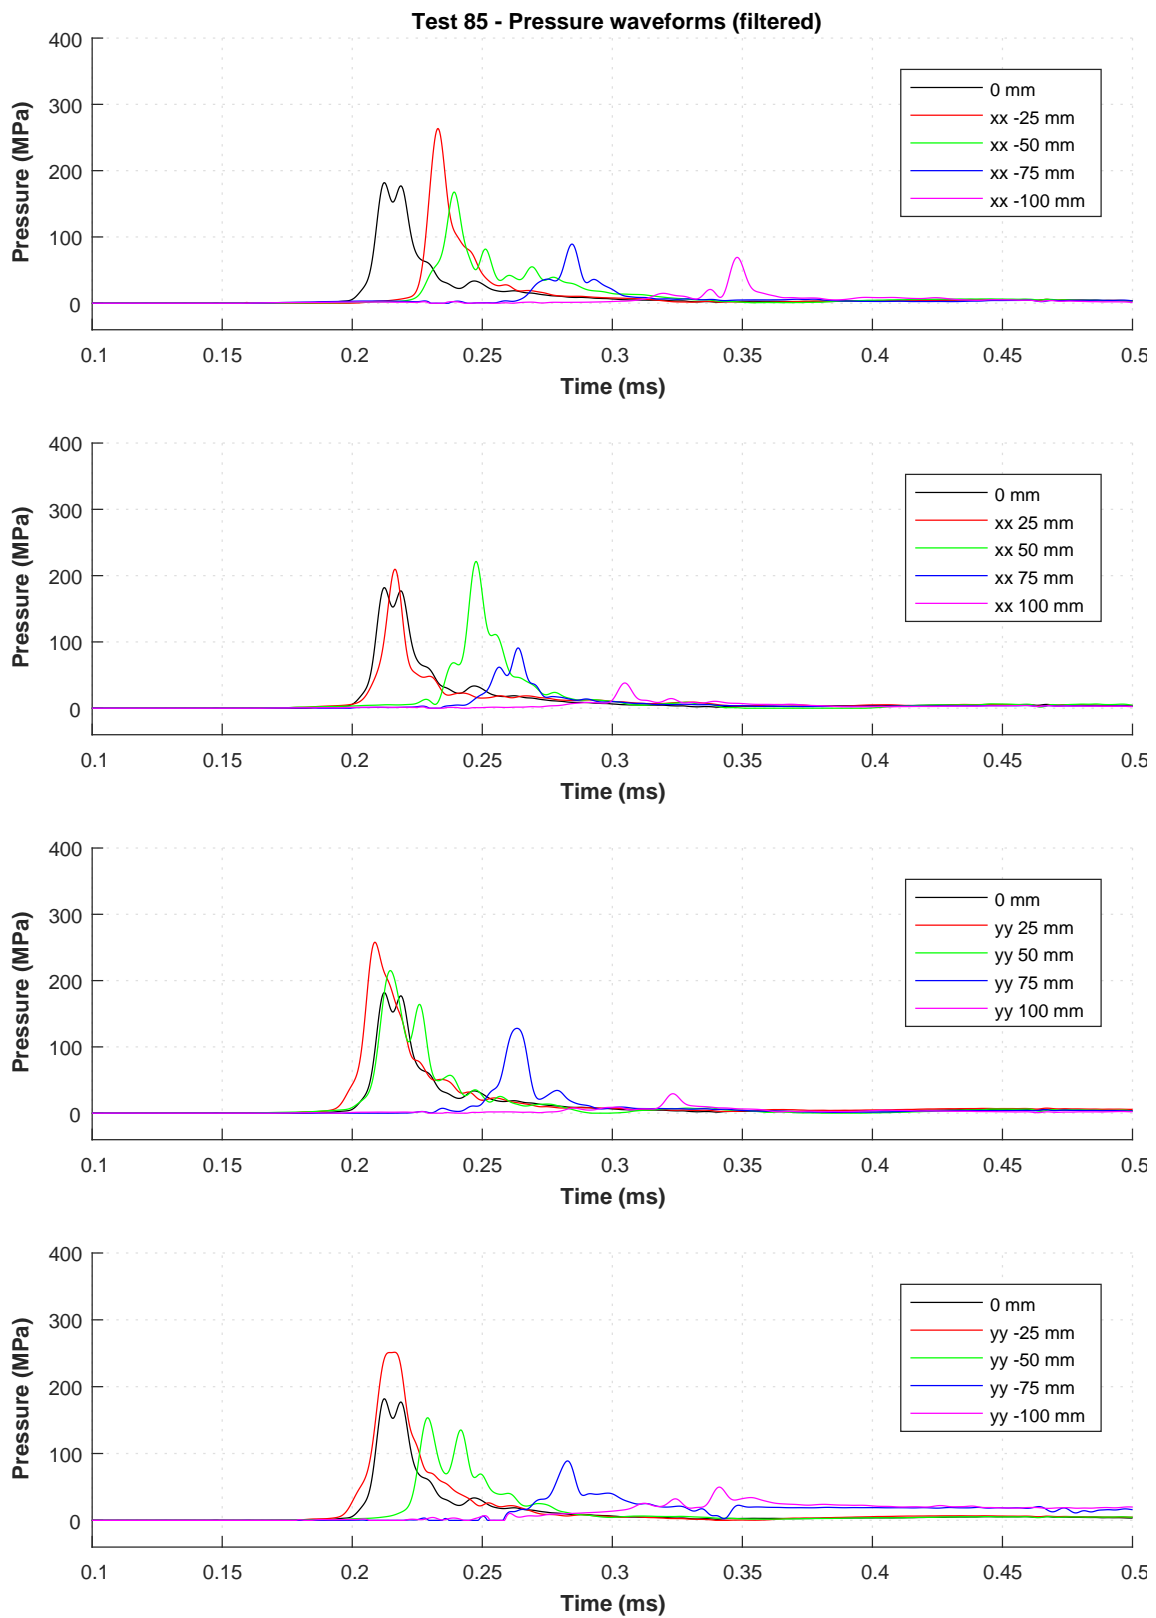 Test 85 - Pressure waveforms (filtered)
400
300
200
100
0
Pressure (MPa)
0 mm
xx -25 mm
xx -50 mm
xx -75 mm
xx -100 mm
0.1 0.15 0.2 0.25 0.3 0.35 0.4 0.45 0.5
Time (ms)
400
300
200
100
0
Pressure (MPa)
0 mm
xx 25 mm
xx 50 mm
xx 75 mm
xx 100 mm
0.1 0.15 0.2 0.25 0.3 0.35 0.4 0.45 0.5
Time (ms)
400
300
200
100
0
Pressure (MPa)
0 mm
yy 25 mm
yy 50 mm
yy 75 mm
yy 100 mm
0.1 0.15 0.2 0.25 0.3 0.35 0.4 0.45 0.5
Time (ms)
400
300
200
100
0
Pressure (MPa)
0 mm
yy -25 mm
yy -50 mm
yy -75 mm
yy -100 mm
0.1 0.15 0.2 0.25 0.3 0.35 0.4 0.45 0.5
Time (ms)